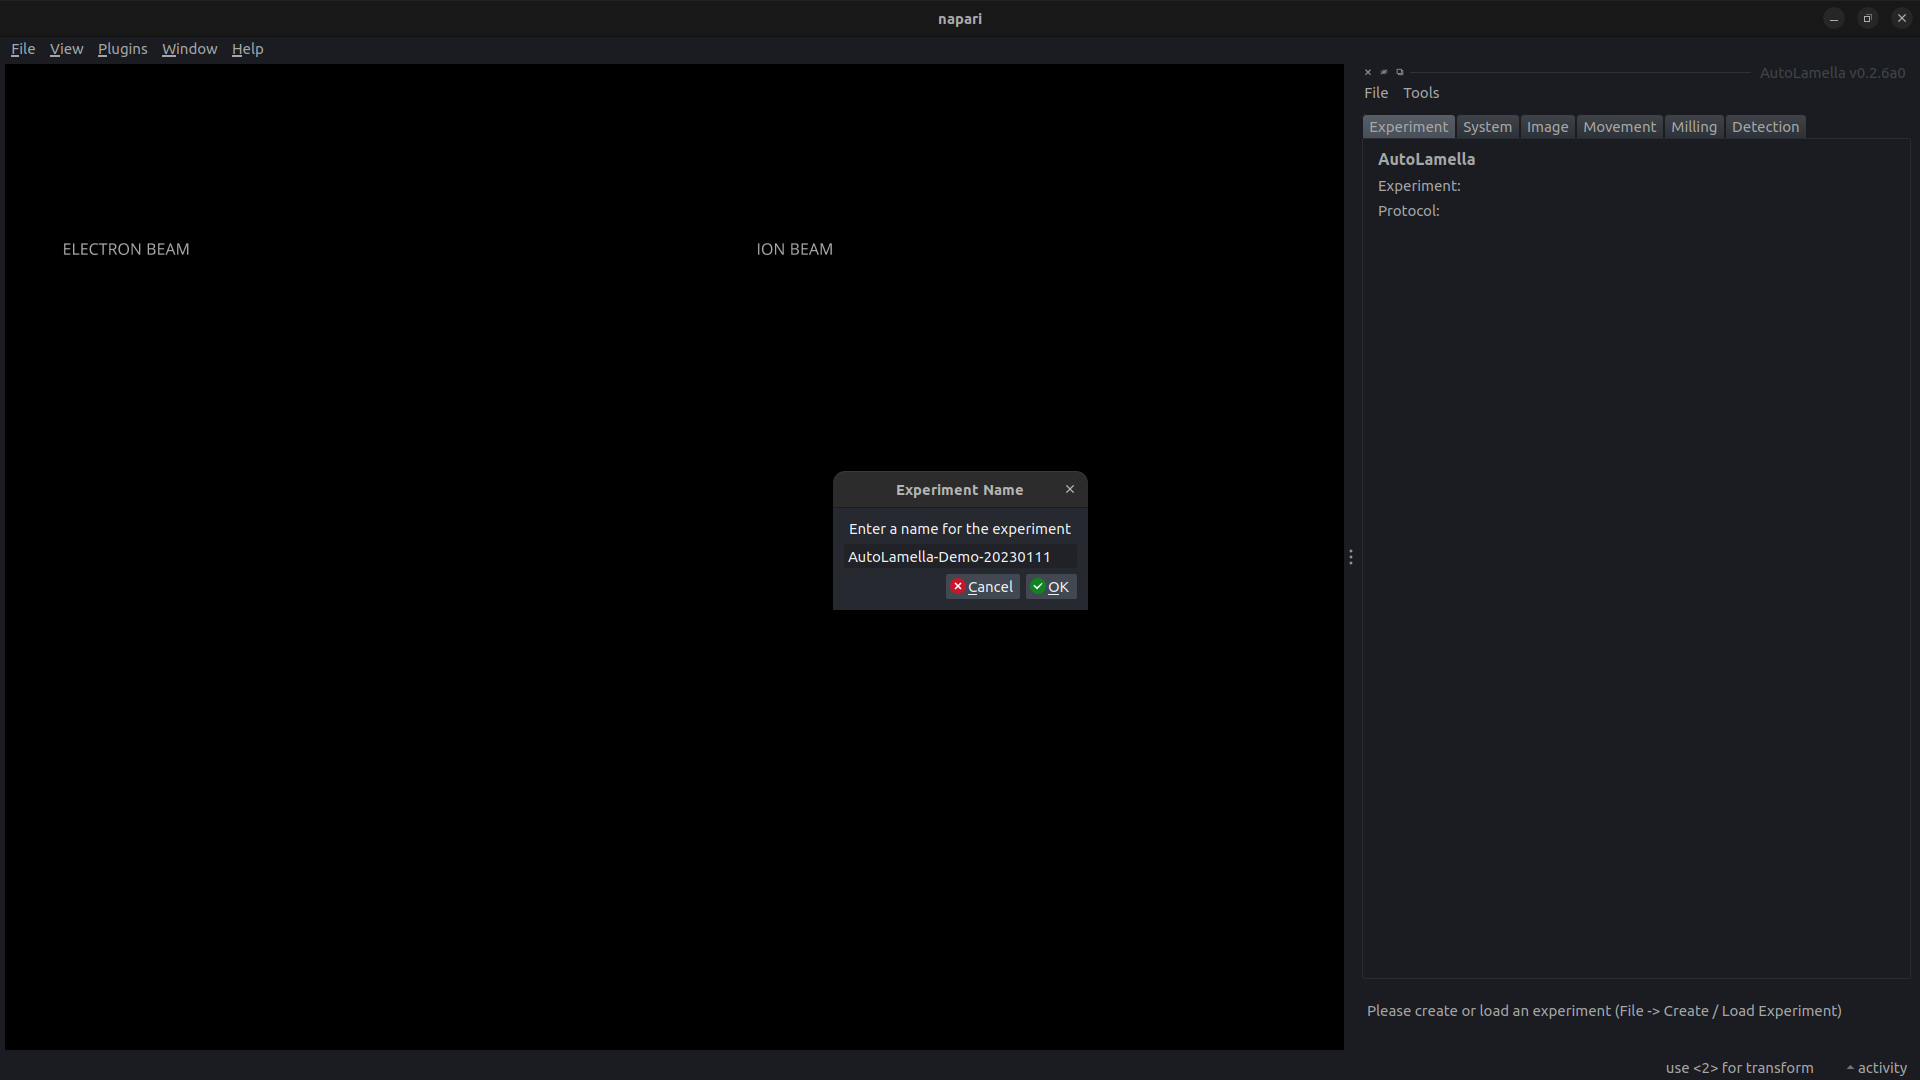 napari
File View Plugins Window Help
AutoLamella v0.2.6a0
File Tools
Experiment System Image Movement Milling Detection
AutoLamella
Experiment:
Protocol:
ELECTRON BEAM
ION BEAM
Experiment Name
Enter a name for the experiment
AutoLamella-Demo-20230111
Cancel OK
Please create or load an experiment (File -> Create / Load Experiment)
use <2> for transform
activity